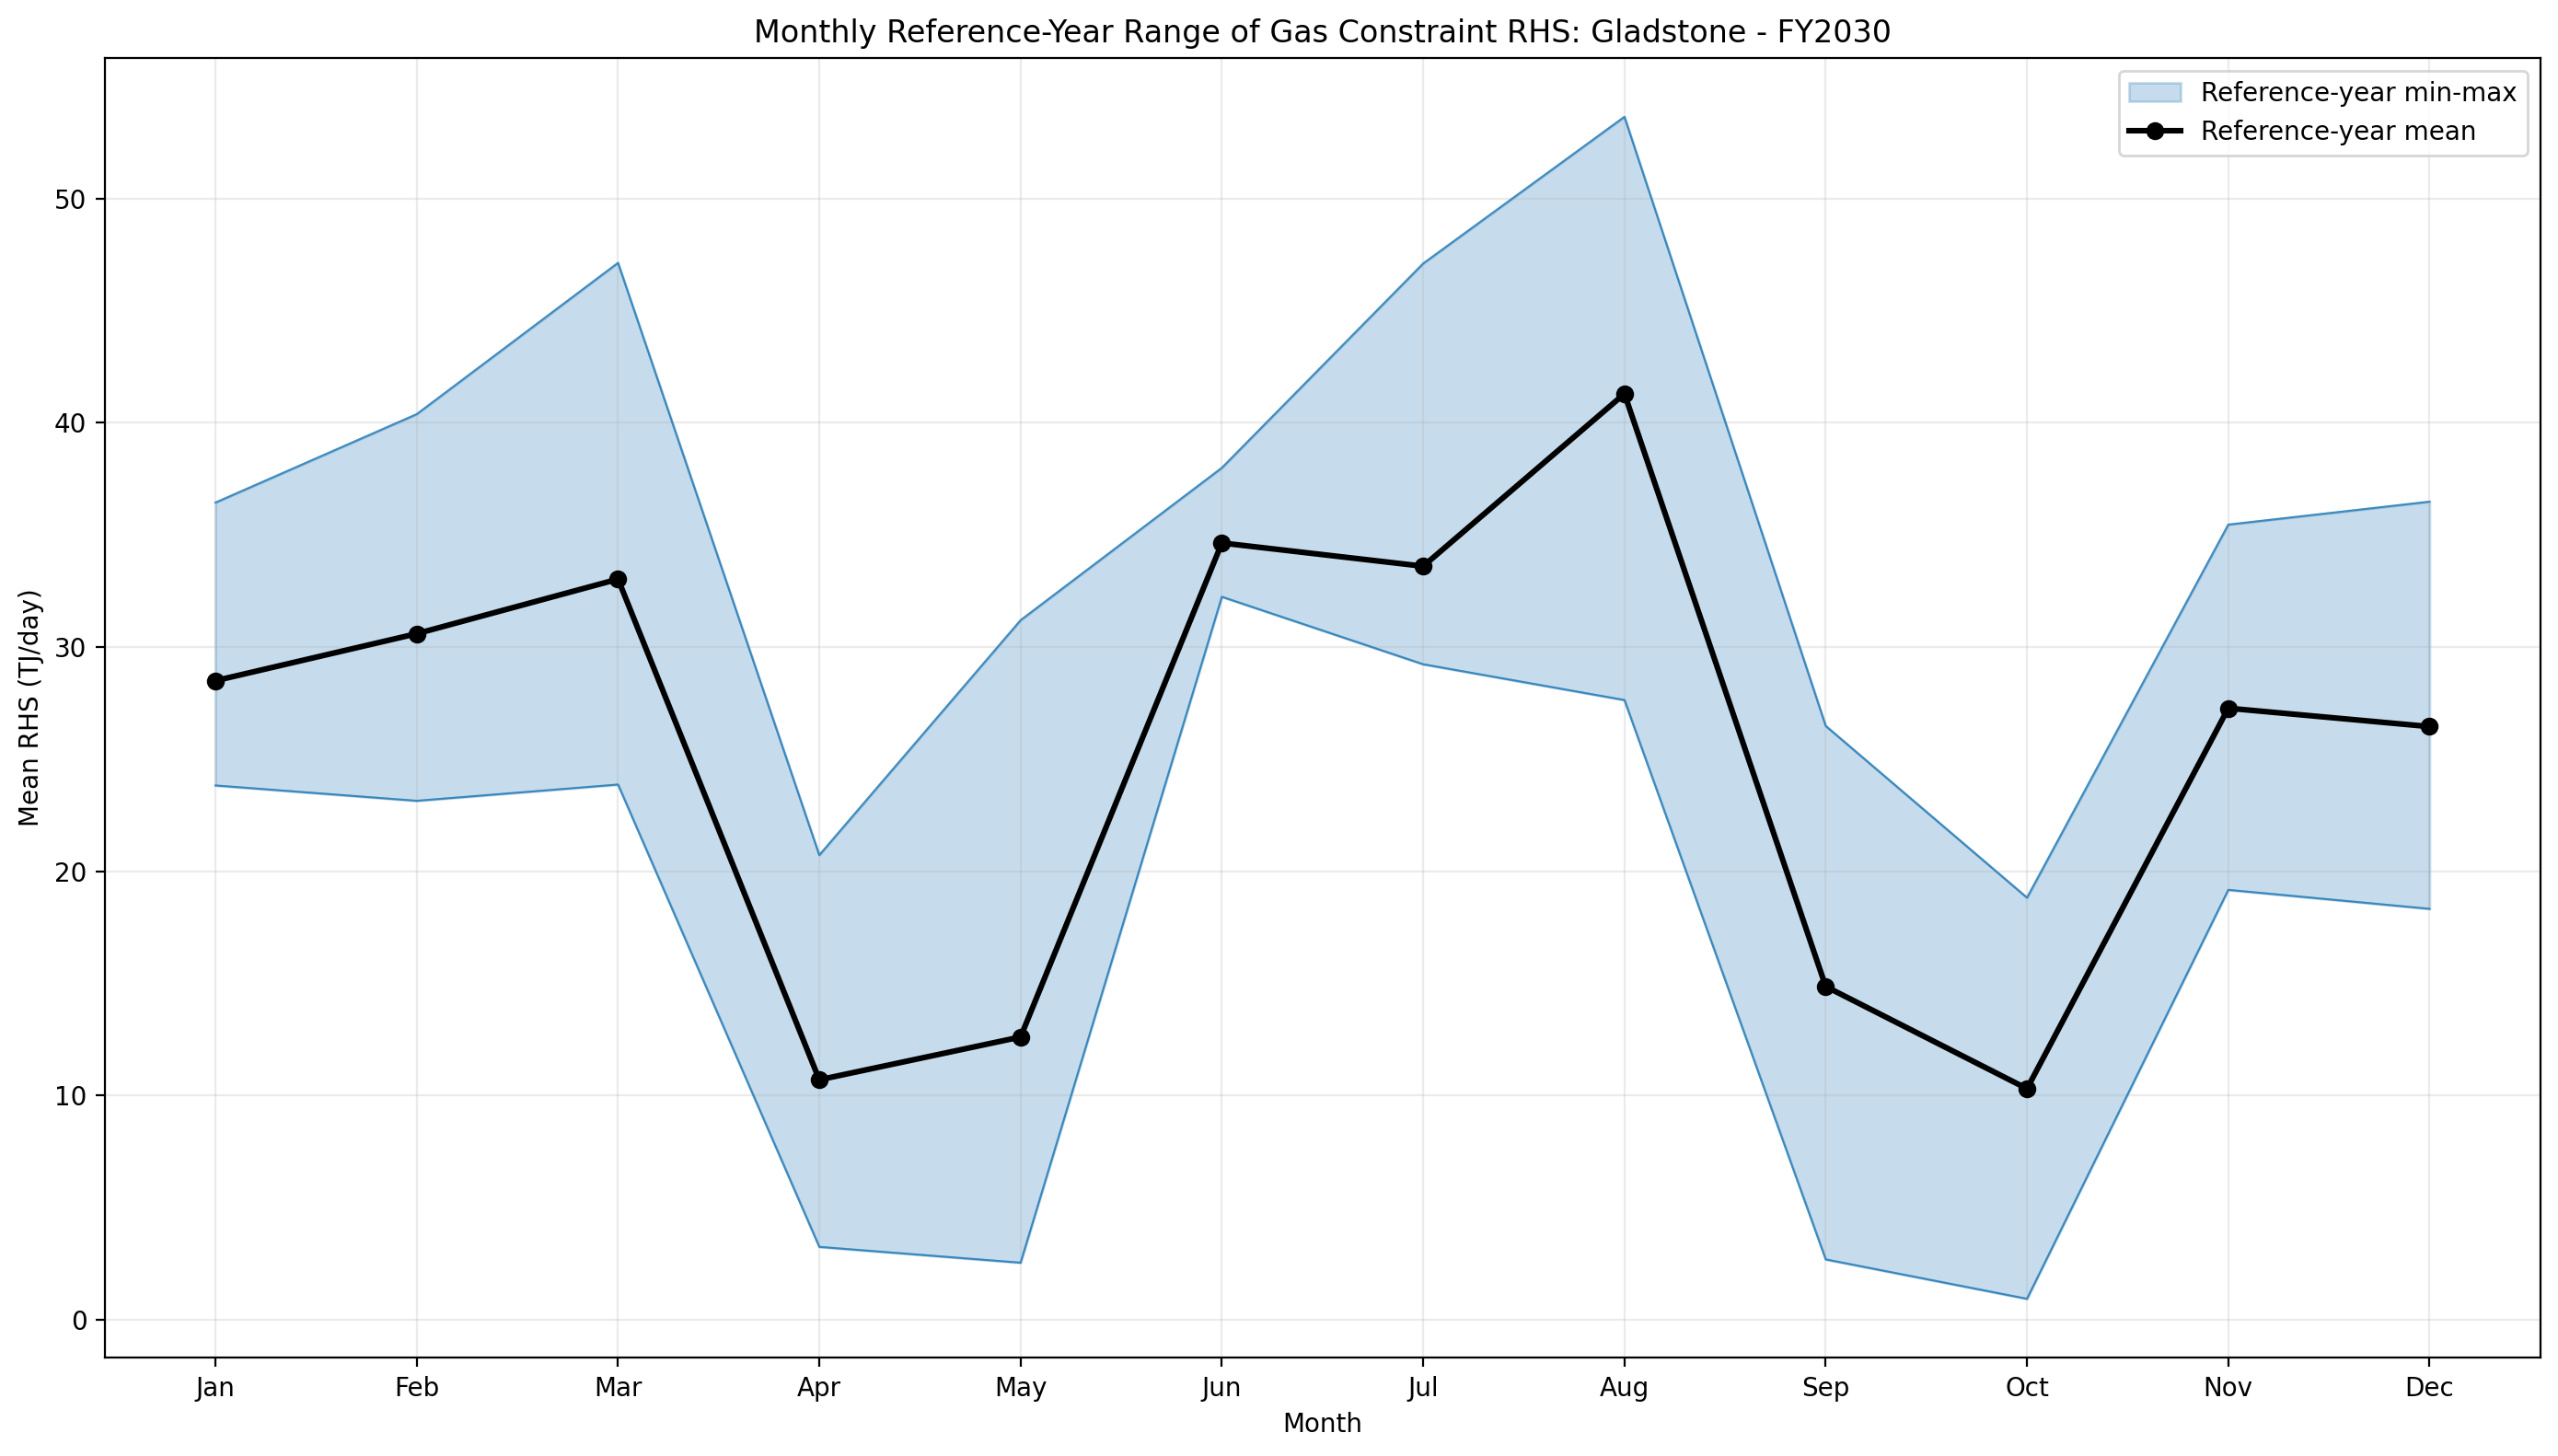 Monthly Reference-Year Range of Gas Constraint RHS: Gladstone - FY2030
Reference-year min-max
Reference-year mean
Mean RHS (TJ/day)
50
40
30
20
10
0
Jan Feb Mar Apr May Jun Jul Aug Sep Oct Nov Dec
Month